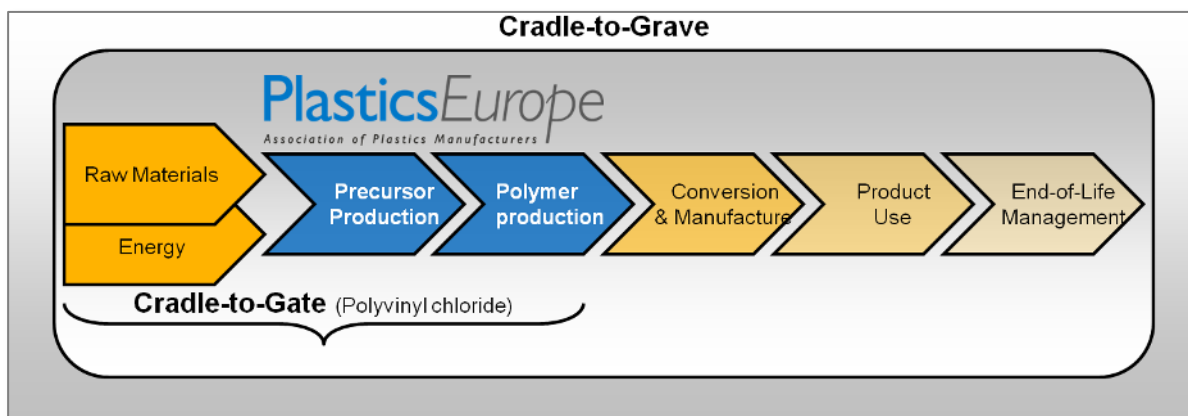 Cradle-to-Grave
PlasticsEurope
Association of Plastics Manufacturers
Raw Materials
Energy
Precursor
Production
Polymer
production
Conversion
& Manufacture
Product
Use
End-of-Life
Management
Cradle-to-Gate (Polyvinyl chloride)